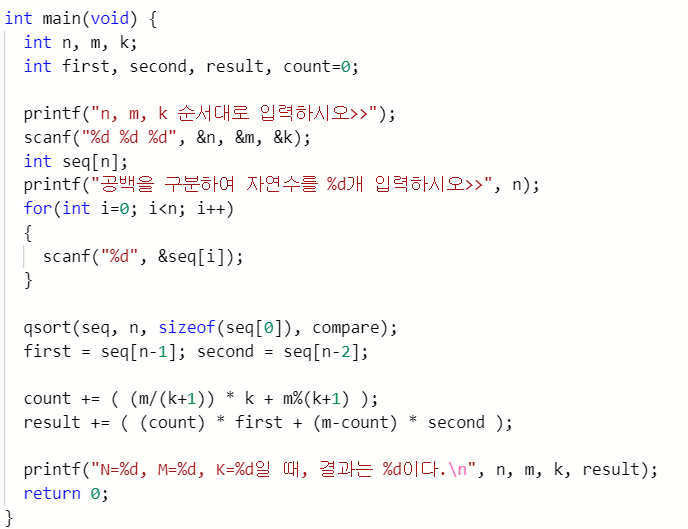 int main(void) {
int n, m, k;
int first, second, result, count=0;
printf("n, m, k 순서대로 입력하시오>>");
scanf("%d %d %d", &n, &m, &k);
int seq[n];
printf("공백을 구분하여 자연수를 %d개 입력하시오>>", n);
for(int i=0; i<n; i++)
{
scanf("%d", &seq[i]);
}
qsort(seq, n, sizeof(seq[0]), compare);
first = seq[n-1]; second = seq[n-2];
count += ( (m/(k+1)) * k + m%(k+1) );
result += ( (count) * first + (m-count) * second );
printf("N=%d, M=%d, K=%d일 때, 결과는 %d이다.\n", n, m, k, result);
return 0;
}